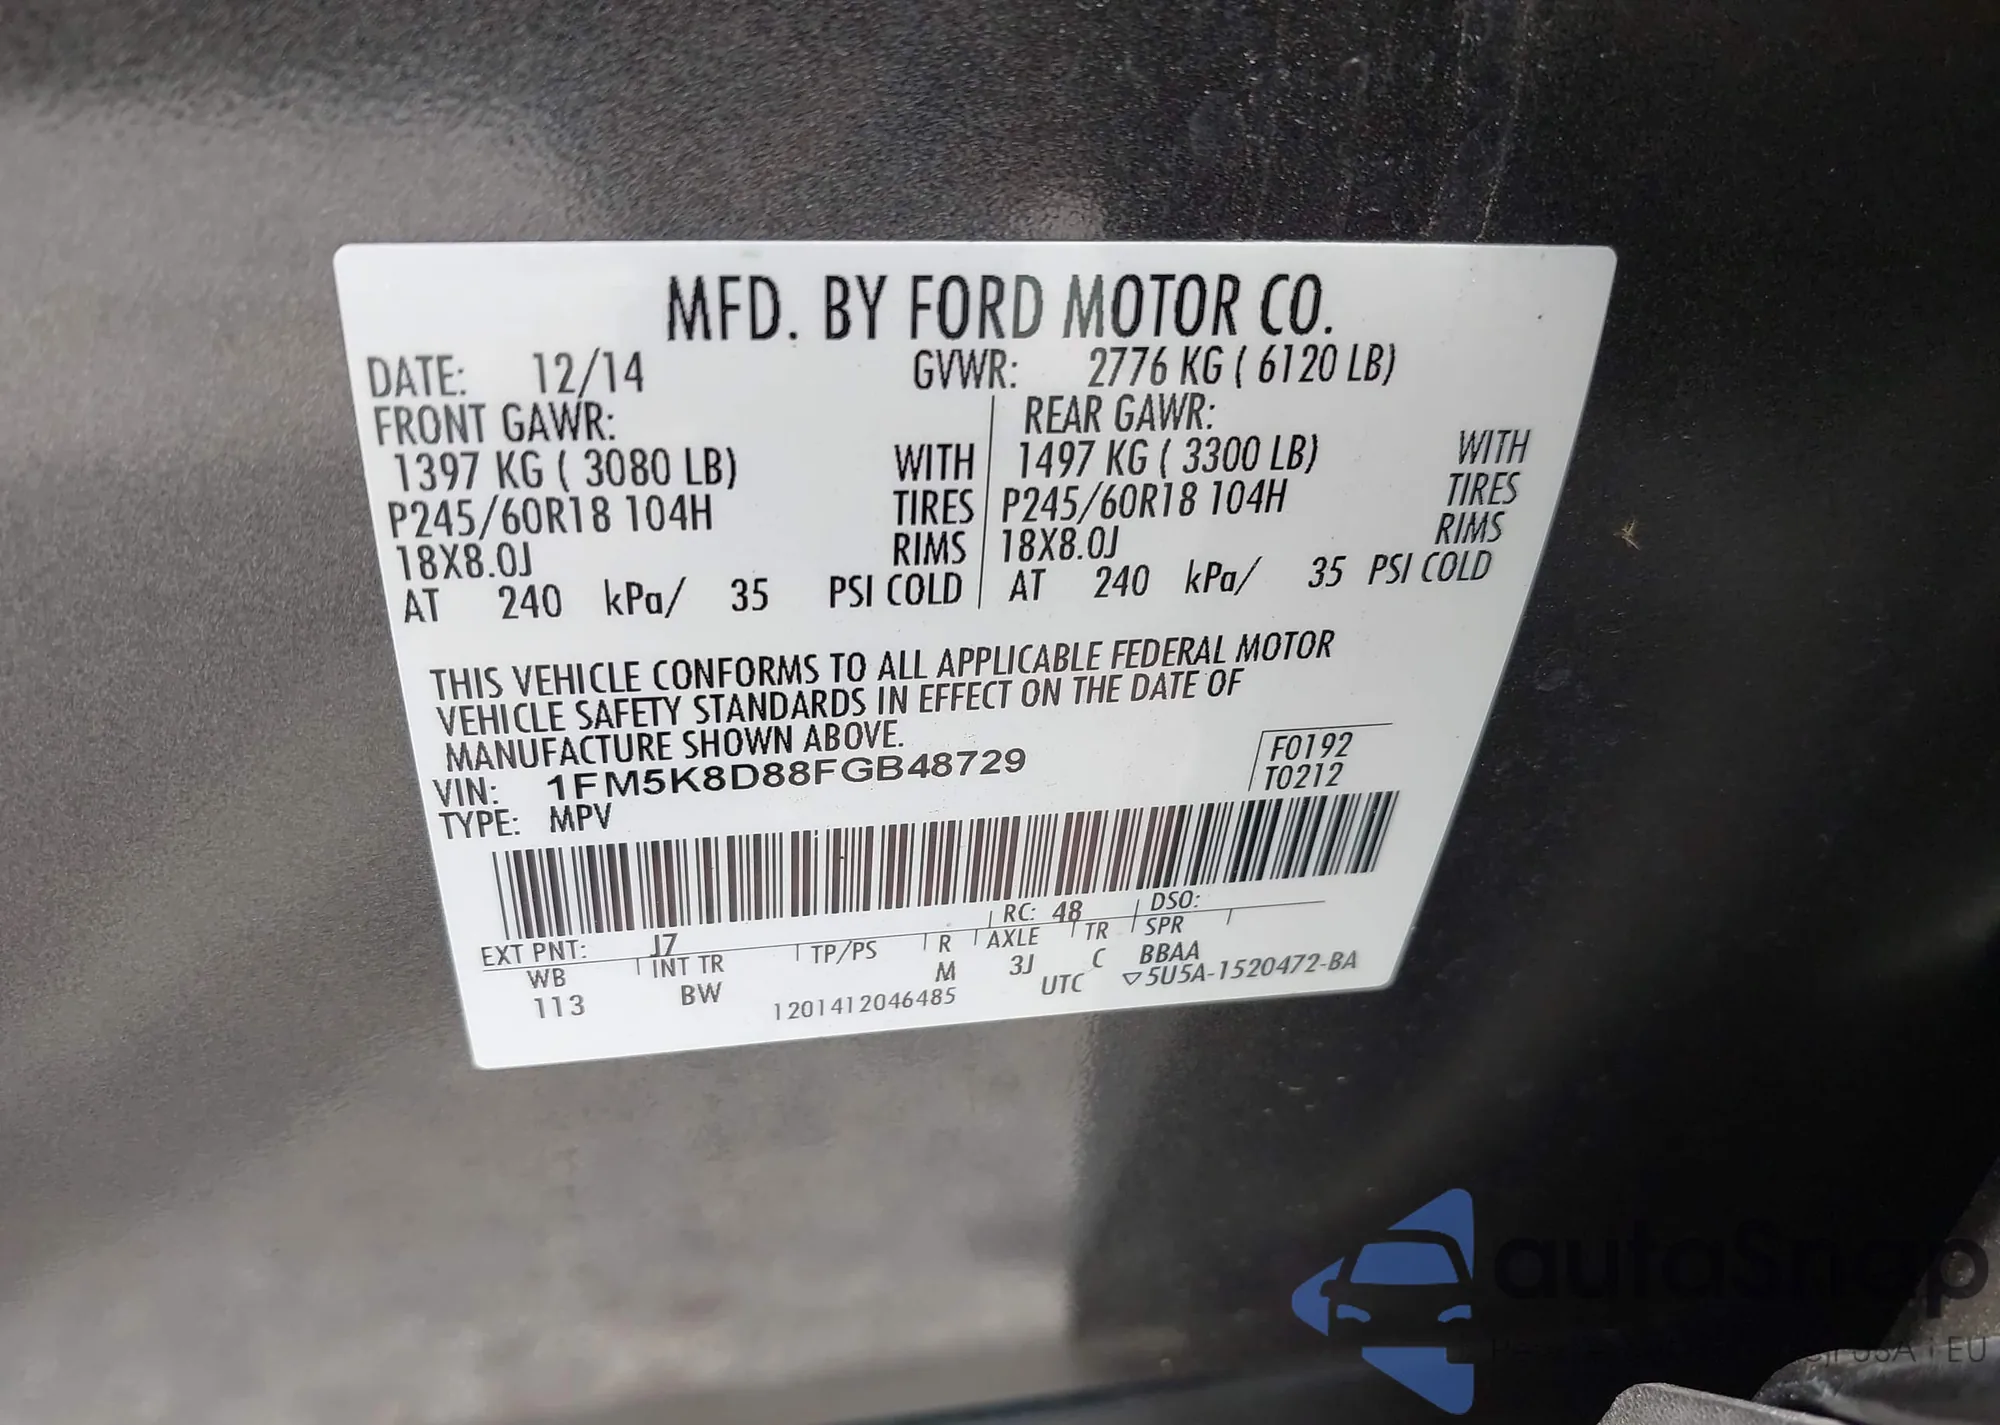 MFD. BY FORD MOTOR CO.
DATE: 12/14 GVWR: 2776 KG ( 6120 LB)
FRONT GAWR: REAR GAWR:
1397 KG ( 3080 LB) WITH 1497 KG ( 3300 LB) WITH
P245/60R18 104H TIRES P245/60R18 104H TIRES
18X8.0J RIMS 18X8.0J RIMS
AT 240 kPa/ 35 PSI COLD AT 240 kPa/ 35 PSI COLD
THIS VEHICLE CONFORMS TO ALL APPLICABLE FEDERAL MOTOR
VEHICLE SAFETY STANDARDS IN EFFECT ON THE DATE OF
MANUFACTURE SHOWN ABOVE.
VIN: 1FM5K8D88FGB48729 F0192
TYPE: MPV T0212
EXT PNT: J7 RC: 48 DSO:
WB INT TR TP/PS R AXLE TR SPR
113 BW M 3J C BBAA
1201412046485 UTC ▽5U5A-1520472-BA
autoSnap
USA i EU